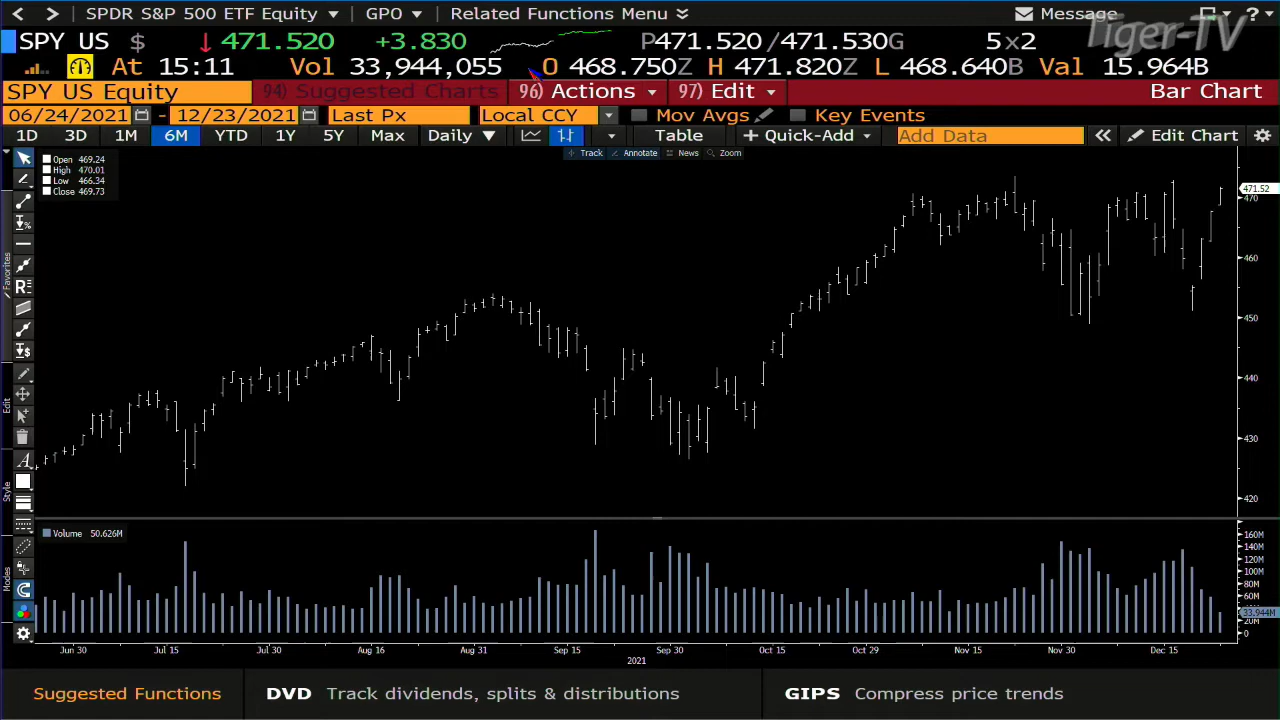 < > SPDR S&P 500 ETF Equity GPO Related Functions Menu Message ?
Tiger-TV
SPY US $ ↓ 471.520 +3.830 P471.520/471.530G 5x2
At 15:11 Vol 33,944,055 O 468.750Z H 471.820Z L 468.640B Val 15.964B
SPY US Equity 94) Suggested Charts 96) Actions 97) Edit Bar Chart
06/24/2021 - 12/23/2021 Last Px Local CCY Mov Avgs Key Events
1D 3D 1M 6M YTD 1Y 5Y Max Daily ▼ Table + Quick-Add Add Data « Edit Chart
Track Annotate News Zoom
Open 469.24
High 470.01
Low 466.34
Close 469.73
471.52
470
460
450
440
430
420
Favorites
Edit
Style
Modes
Volume 50.626M
160M
140M
120M
100M
80M
60M
33.944M
20M
0
Jun 30 Jul 15 Jul 30 Aug 16 Aug 31 Sep 15 Sep 30 Oct 15 Oct 29 Nov 15 Nov 30 Dec 15
2021
Suggested Functions DVD Track dividends, splits & distributions GIPS Compress price trends